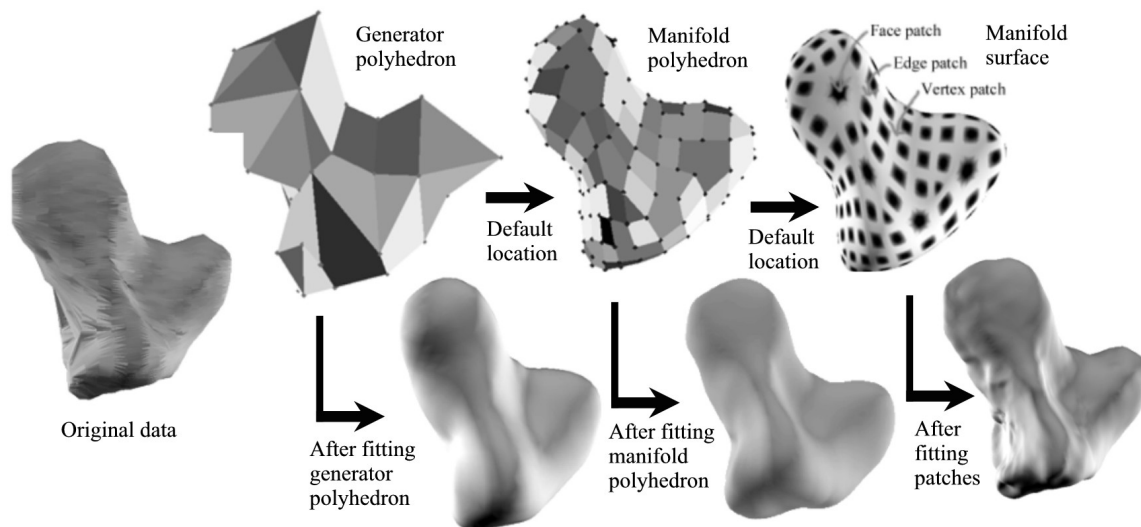 Generator
polyhedron
Manifold
polyhedron
Face patch
Edge patch
Vertex patch
Manifold
surface
Default
location
Default
location
Original data
After fitting
generator
polyhedron
After fitting
manifold
polyhedron
After
fitting
patches